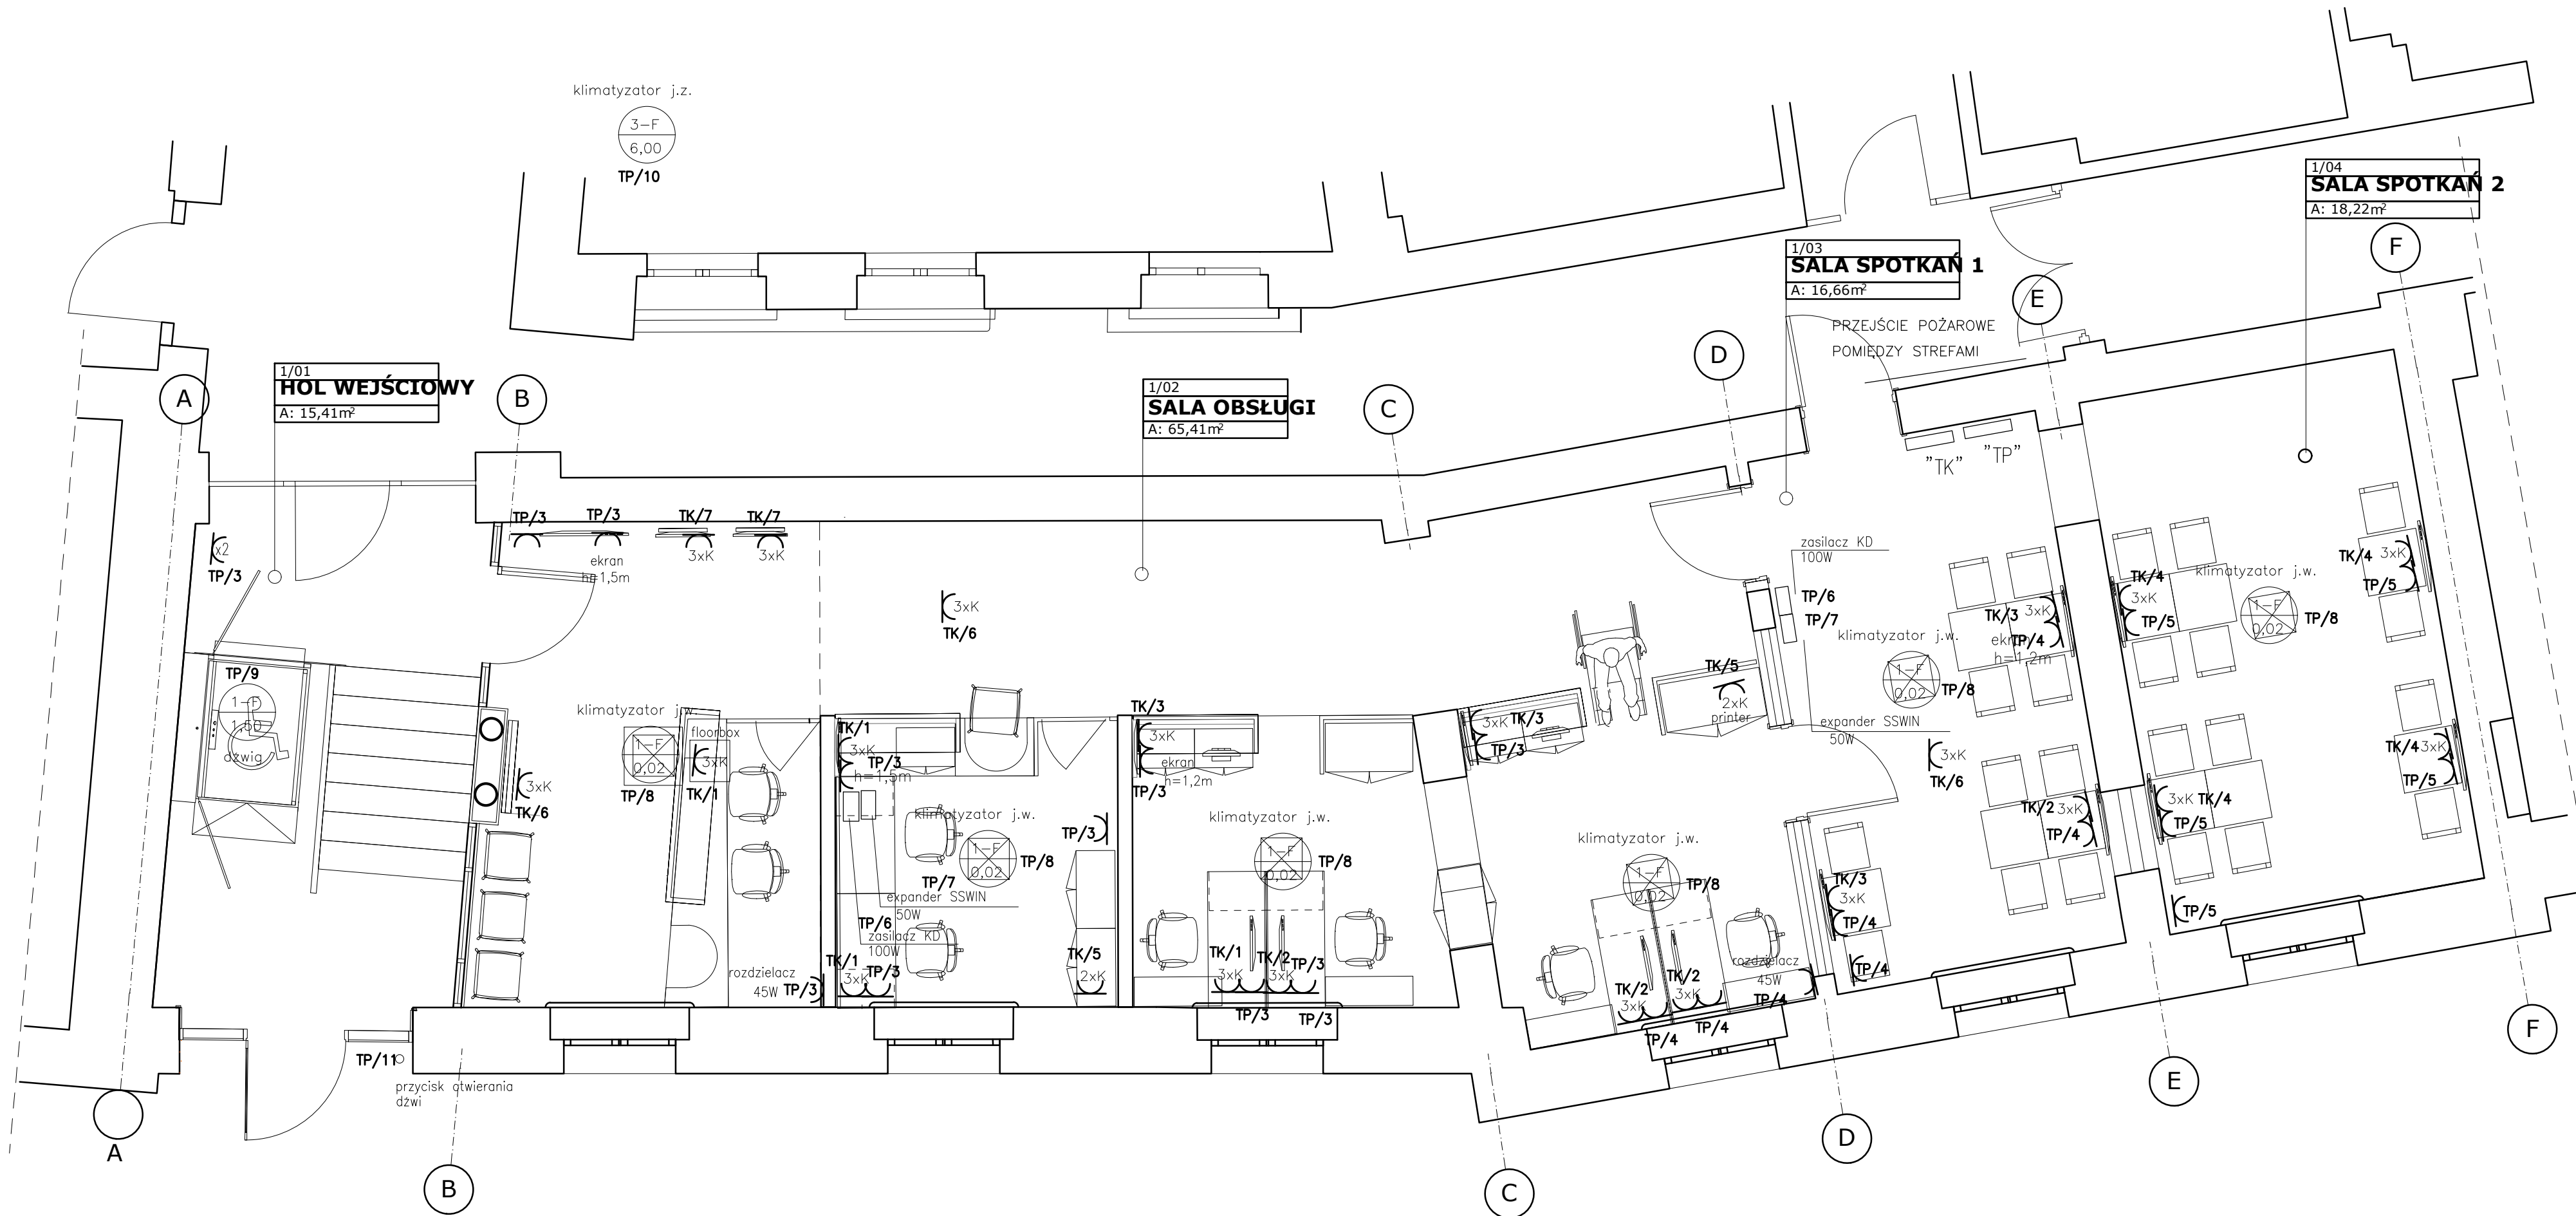 klimatyzator j.z.
3-F
6,00
TP/10
1/04
SALA SPOTKAŃ 2
A: 18,22m²
F
1/03
SALA SPOTKAŃ 1
A: 16,66m²
E
PRZEJŚCIE POŻAROWE
POMIĘDZY STREFAMI
D
1/01
HOL WEJŚCIOWY
A: 15,41m²
A
B
1/02
SALA OBSŁUGI
A: 65,41m²
C
"TK"
"TP"
TP/3
TP/3
TK/7
TK/7
3xK
3xK
ekran
h=1,5m
x2
TP/3
3xK
TK/6
zasilacz KD
100W
TP/6
TP/7
klimatyzator j.w.
1-F
0,02
TP/8
TK/3
3xK
TP/4
ekran
h=1,2m
TK/4
3xK
TP/5
klimatyzator j.w.
1-F
0,02
TP/8
TK/4
3xK
TP/5
TP/9
1-F
1,50
dźwig
klimatyzator j.w.
1-F
0,02
TP/8
floorbox
3xK
TK/1
3xK
TK/6
TK/1
3xK
TP/3
h=1,5m
TK/3
3xK
ekran
h=1,2m
TP/3
3xK
TK/3
TP/3
TK/5
2xK
printer
expander SSWIN
50W
3xK
TK/6
TK/4
3xK
TP/5
klimatyzator j.w.
1-F
0,02
TP/8
TP/3
TP/7
expander SSWIN
50W
TP/6
zasilacz KD
100W
klimatyzator j.w.
1-F
0,02
TP/8
klimatyzator j.w.
1-F
0,02
TP/8
TK/2
3xK
TP/4
3xK
TK/4
TP/5
TK/3
3xK
TP/4
TP/5
rozdzielacz
45W
TP/3
TK/1
3xK
TP/3
TK/5
2xK
TK/1
3xK
TK/2
3xK
TP/3
TP/3
TP/3
TK/2
3xK
TK/2
3xK
TP/4
TP/4
rozdzielacz
45W
TP/4
TP/4
TP/11
przycisk otwierania
dźwi
A
B
C
D
E
F